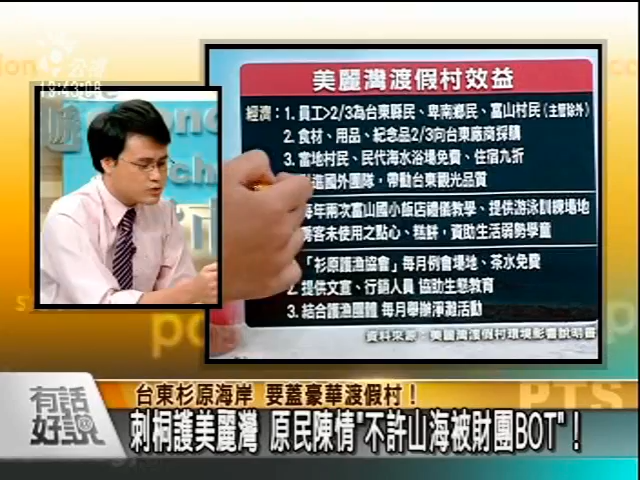 公視
19:43:08
美麗灣渡假村效益
經濟：1. 員工>2/3為台東縣民、卑南鄉民、富山村民（主管除外）
2. 食材、用品、紀念品2/3向台東廠商採購
3. 當地村民、民代海水浴場免費、住宿九折
進國外團隊，帶動台東觀光品質
每年兩次富山國小飯店禮儀教學、提供游泳訓練場地
客未使用之點心、糕餅，資助生活弱勢學童
「杉原護漁協會」每月例會場地、茶水免費
2. 提供文宣、行銷人員 協助生態教育
3. 結合護漁團體 每月舉辦淨灘活動
資料來源：美麗灣渡假村環境影響說明書
有話好說
台東杉原海岸 要蓋豪華渡假村！
PTS
刺桐護美麗灣 原民陳情"不許山海被財團BOT"！